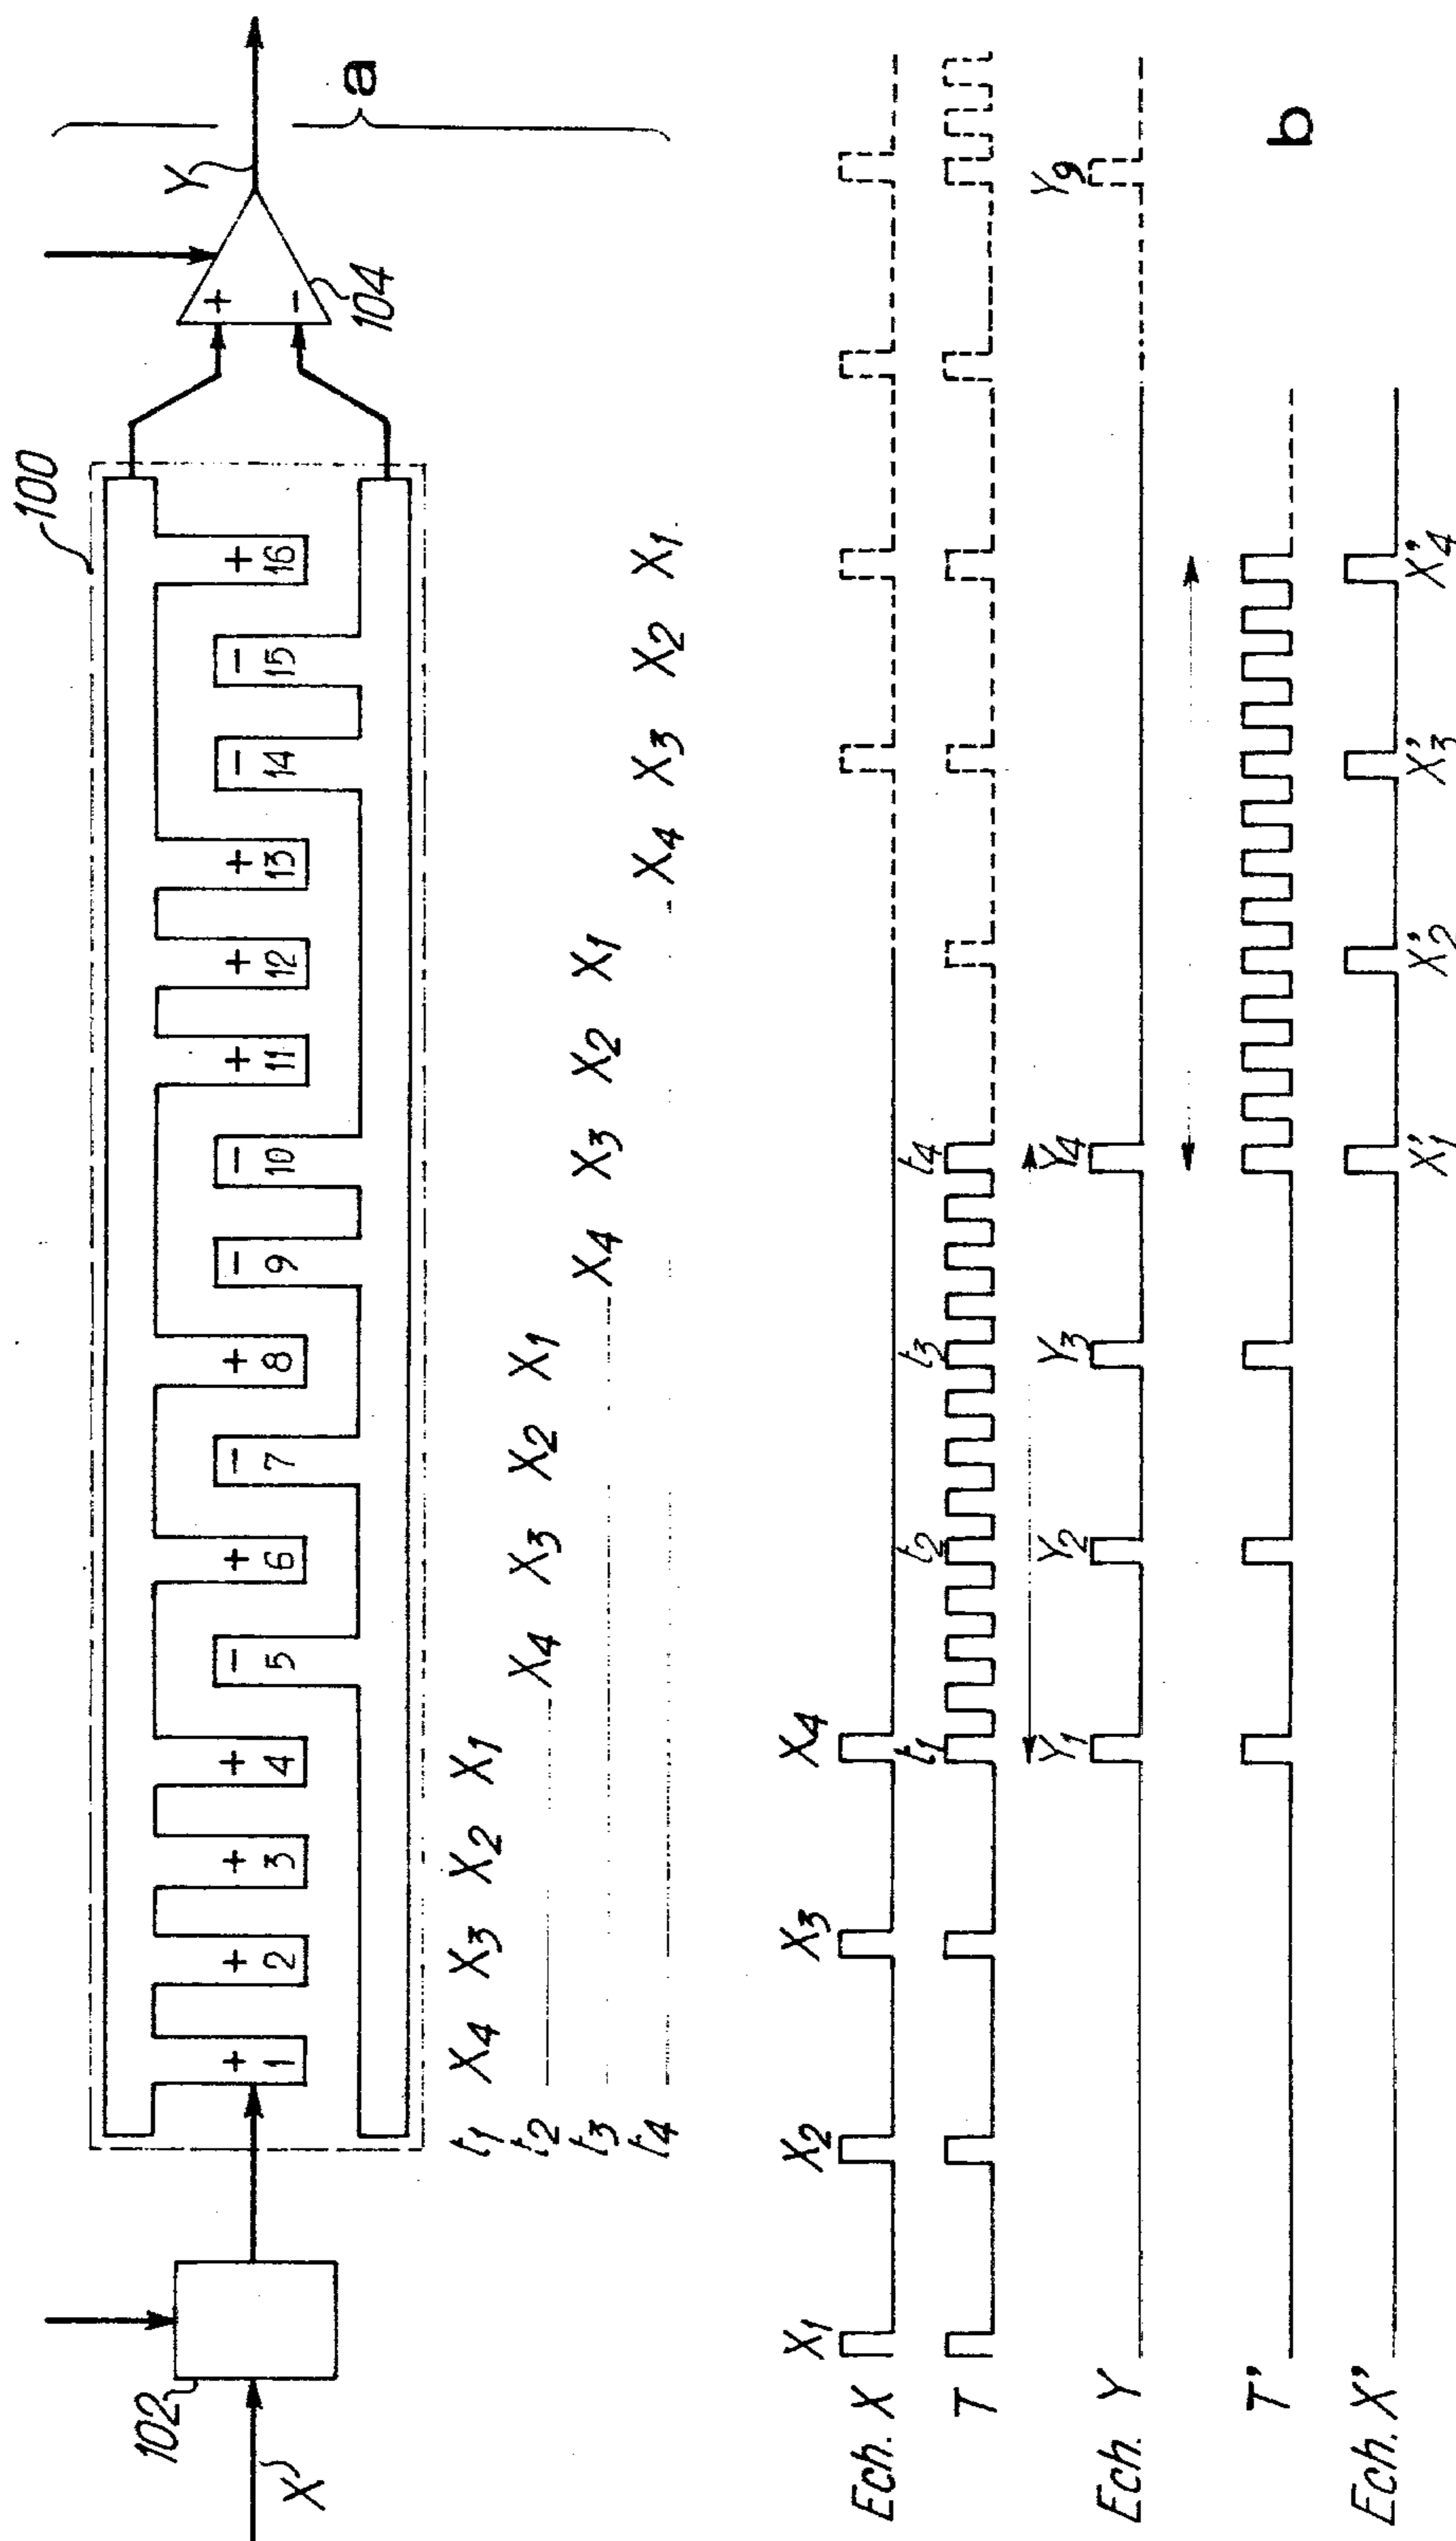 100
+ + + + - + - + - - + + + - - +
1 2 3 4 5 6 7 8 9 10 11 12 13 14 15 16
102
X
+
-
104
Y
a
t1 X4 X3 X2 X1
t2 X4 X3 X2 X1
t3 X4 X3 X2 X1
t4 X4 X3 X2 X1
X1 X2 X3 X4
Ech. X
t1 t2 t3 t4
T
Y1 Y2 Y3 Y4 Y9
Ech. Y
T'
Ech. X'
X'1 X'2 X'3 X'4
b